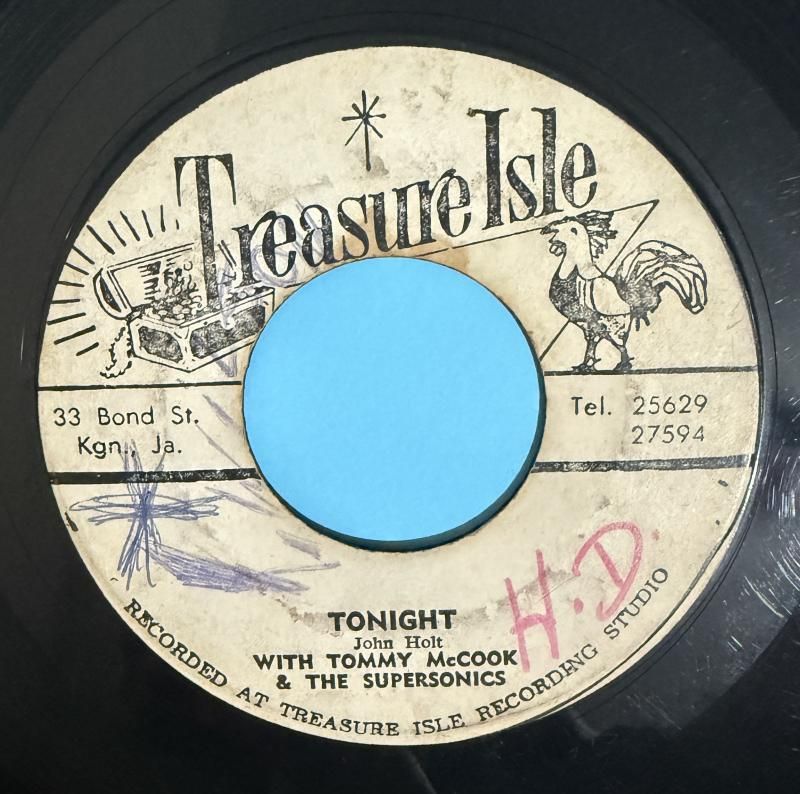 Treasure Isle
33 Bond St.
Kgn., Ja.
Tel. 25629
27594
H.D.
TONIGHT
John Holt
WITH TOMMY McCOOK
& THE SUPERSONICS
RECORDED AT TREASURE ISLE RECORDING STUDIO